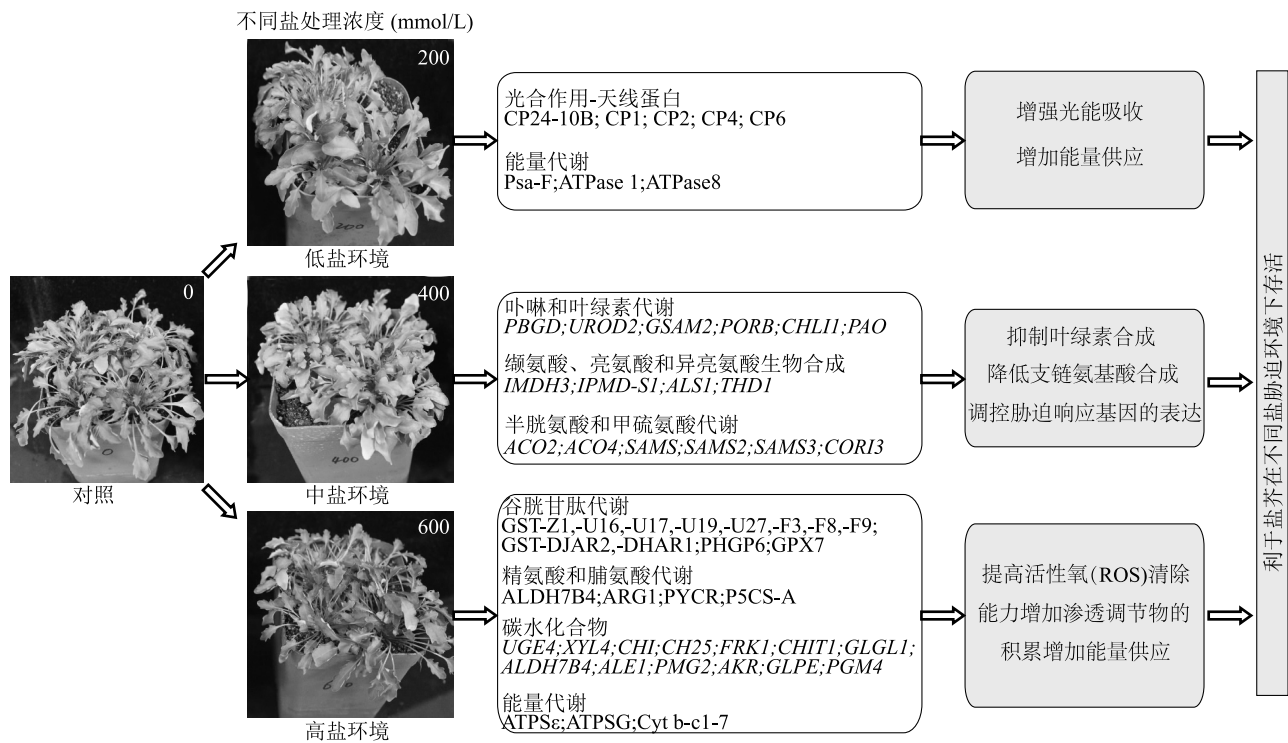 不同盐处理浓度 (mmol/L)
200
200
低盐环境
光合作用-天线蛋白
CP24-10B; CP1; CP2; CP4; CP6
能量代谢
Psa-F;ATPase 1;ATPase8
增强光能吸收
增加能量供应
0
0
对照
400
400
中盐环境
卟啉和叶绿素代谢
PBGD;UROD2;GSAM2;PORB;CHLI1;PAO
缬氨酸、亮氨酸和异亮氨酸生物合成
IMDH3;IPMD-S1;ALS1;THD1
半胱氨酸和甲硫氨酸代谢
ACO2;ACO4;SAMS;SAMS2;SAMS3;CORI3
抑制叶绿素合成
降低支链氨基酸合成
调控胁迫响应基因的表达
600
高盐环境
谷胱甘肽代谢
GST-Z1,-U16,-U17,-U19,-U27,-F3,-F8,-F9;
GST-DJAR2,-DHAR1;PHGP6;GPX7
精氨酸和脯氨酸代谢
ALDH7B4;ARG1;PYCR;P5CS-A
碳水化合物
UGE4;XYL4;CHI;CH25;FRK1;CHIT1;GLGL1;
ALDH7B4;ALE1;PMG2;AKR;GLPE;PGM4
能量代谢
ATPSε;ATPSG;Cyt b-c1-7
提高活性氧(ROS)清除
能力增加渗透调节物的
积累增加能量供应
利于盐芥在不同盐胁迫环境下存活